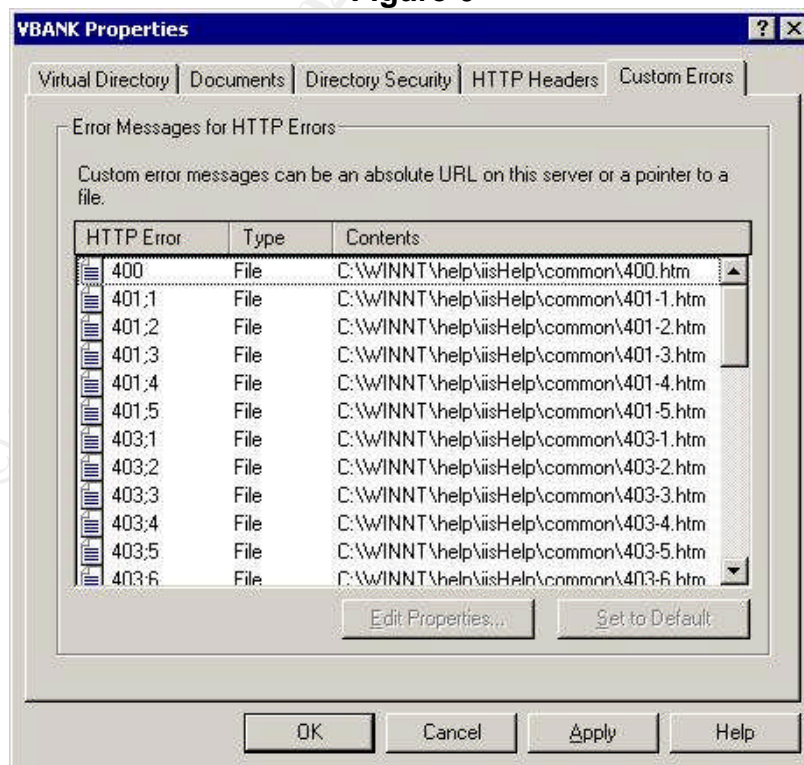 VBANK Properties
Virtual Directory Documents Directory Security HTTP Headers Custom Errors
Error Messages for HTTP Errors
Custom error messages can be an absolute URL on this server or a pointer to a
file.
HTTP Error Type Contents
400 File C:\WINNT\help\iisHelp\common\400.htm
401;1 File C:\WINNT\help\iisHelp\common\401-1.htm
401;2 File C:\WINNT\help\iisHelp\common\401-2.htm
401;3 File C:\WINNT\help\iisHelp\common\401-3.htm
401;4 File C:\WINNT\help\iisHelp\common\401-4.htm
401;5 File C:\WINNT\help\iisHelp\common\401-5.htm
403;1 File C:\WINNT\help\iisHelp\common\403-1.htm
403;2 File C:\WINNT\help\iisHelp\common\403-2.htm
403;3 File C:\WINNT\help\iisHelp\common\403-3.htm
403;4 File C:\WINNT\help\iisHelp\common\403-4.htm
403;5 File C:\WINNT\help\iisHelp\common\403-5.htm
403;6 File C:\WINNT\help\iisHelp\common\403-6.htm
Edit Properties... Set to Default
OK Cancel Apply Help